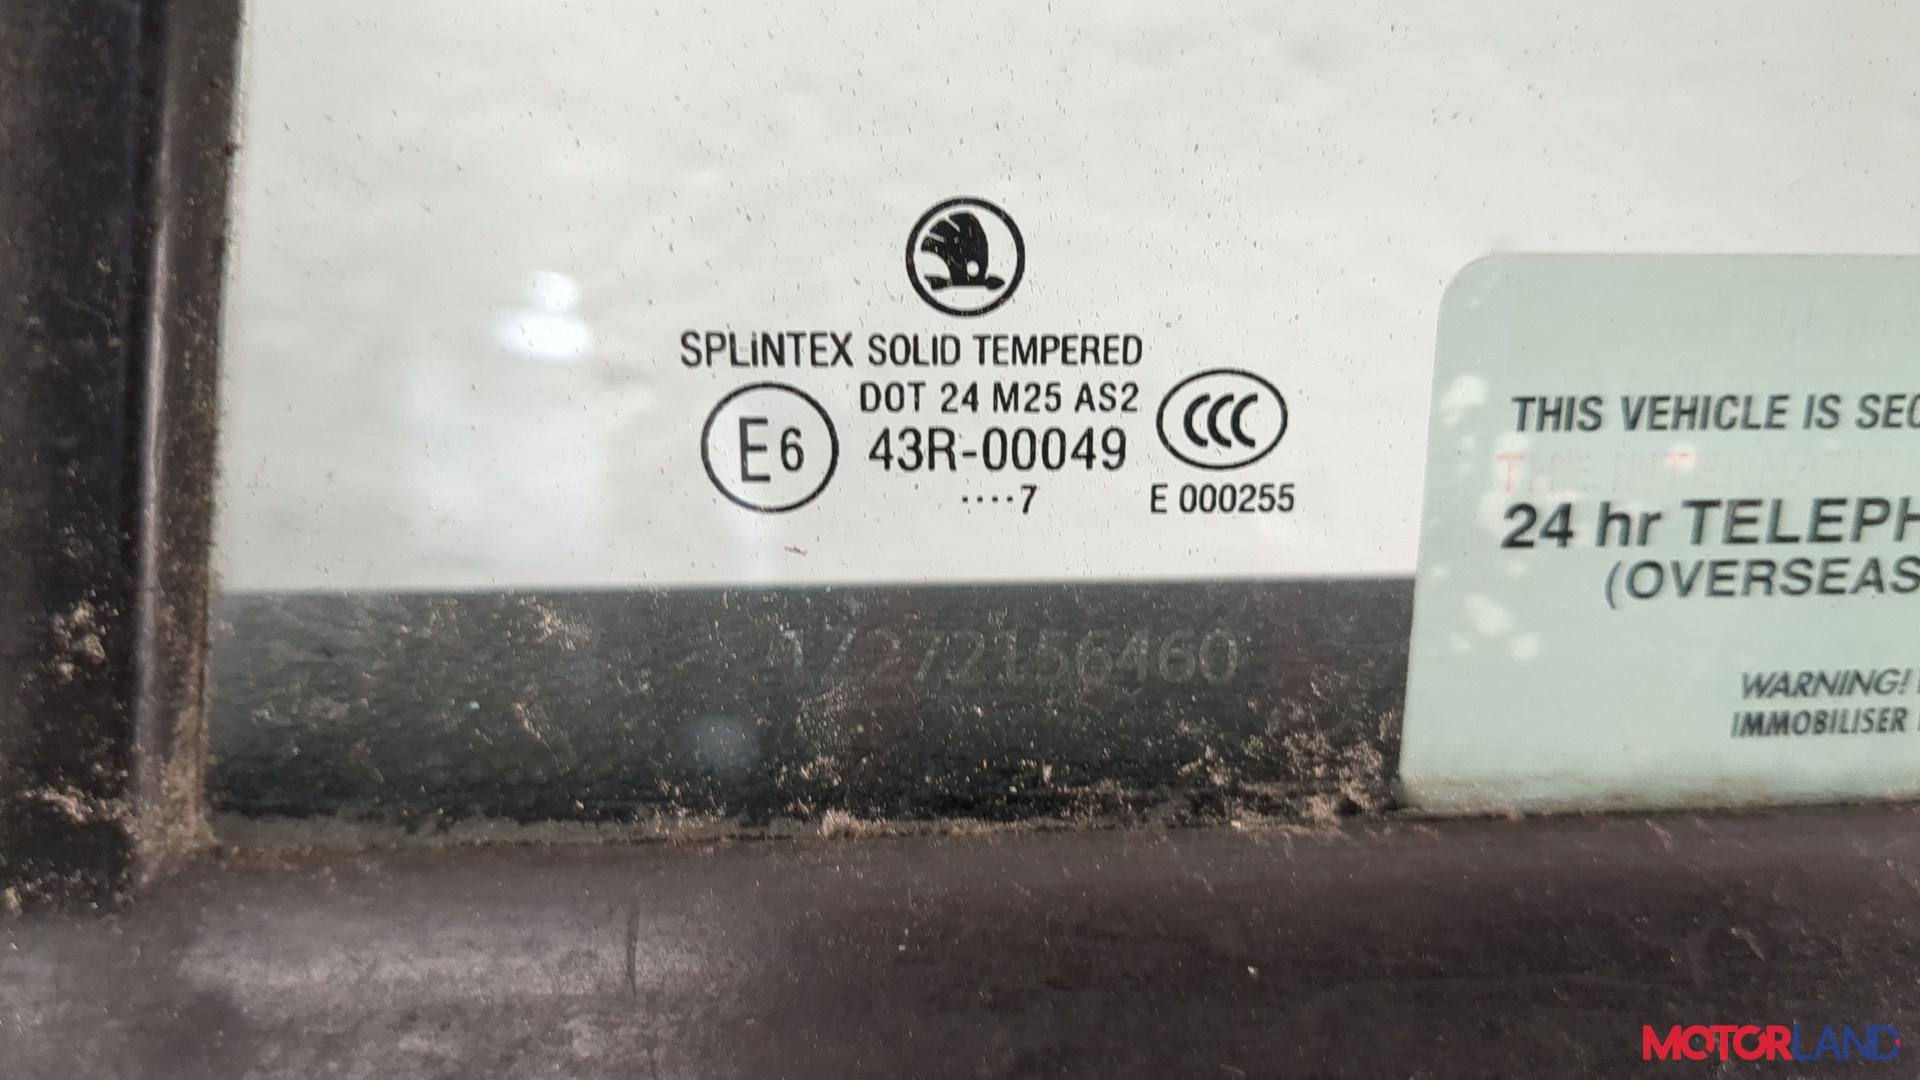 SPLiNTEX SOLID TEMPERED
DOT 24 M25 AS2
E6
43R-00049
CCC
....7
E 000255
THIS VEHICLE IS SEC
24 hr TELEPH
(OVERSEAS
WARNING!
IMMOBILISER
272156460
MOTORLAND